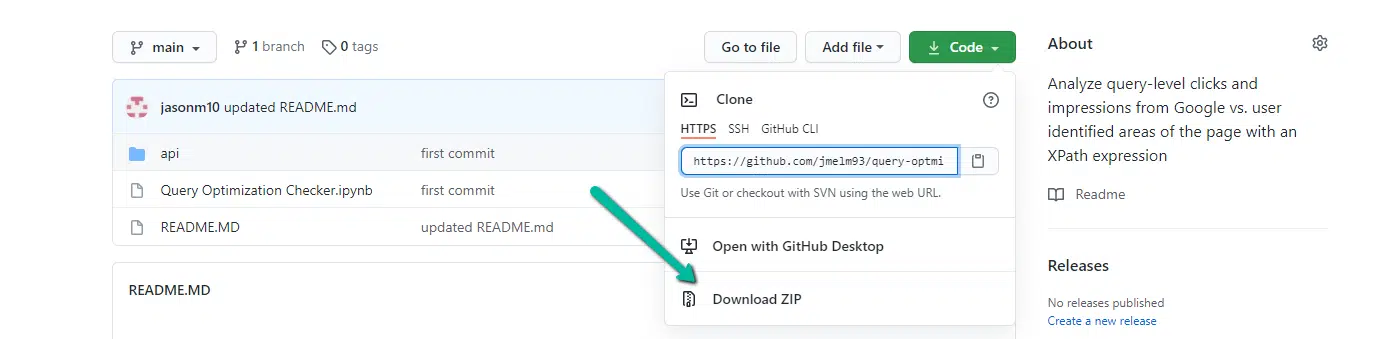 main
1 branch
0 tags
Go to file
Add file
Code
jasonm10 updated README.md
api
first commit
Query Optimization Checker.ipynb
first commit
README.MD
updated README.md
README.MD
Clone
HTTPS SSH GitHub CLI
https://github.com/jmelm93/query-optmi
Use Git or checkout with SVN using the web URL.
Open with GitHub Desktop
Download ZIP
About
Analyze query-level clicks and
impressions from Google vs. user
identified areas of the page with an
XPath expression
Readme
Releases
No releases published
Create a new release